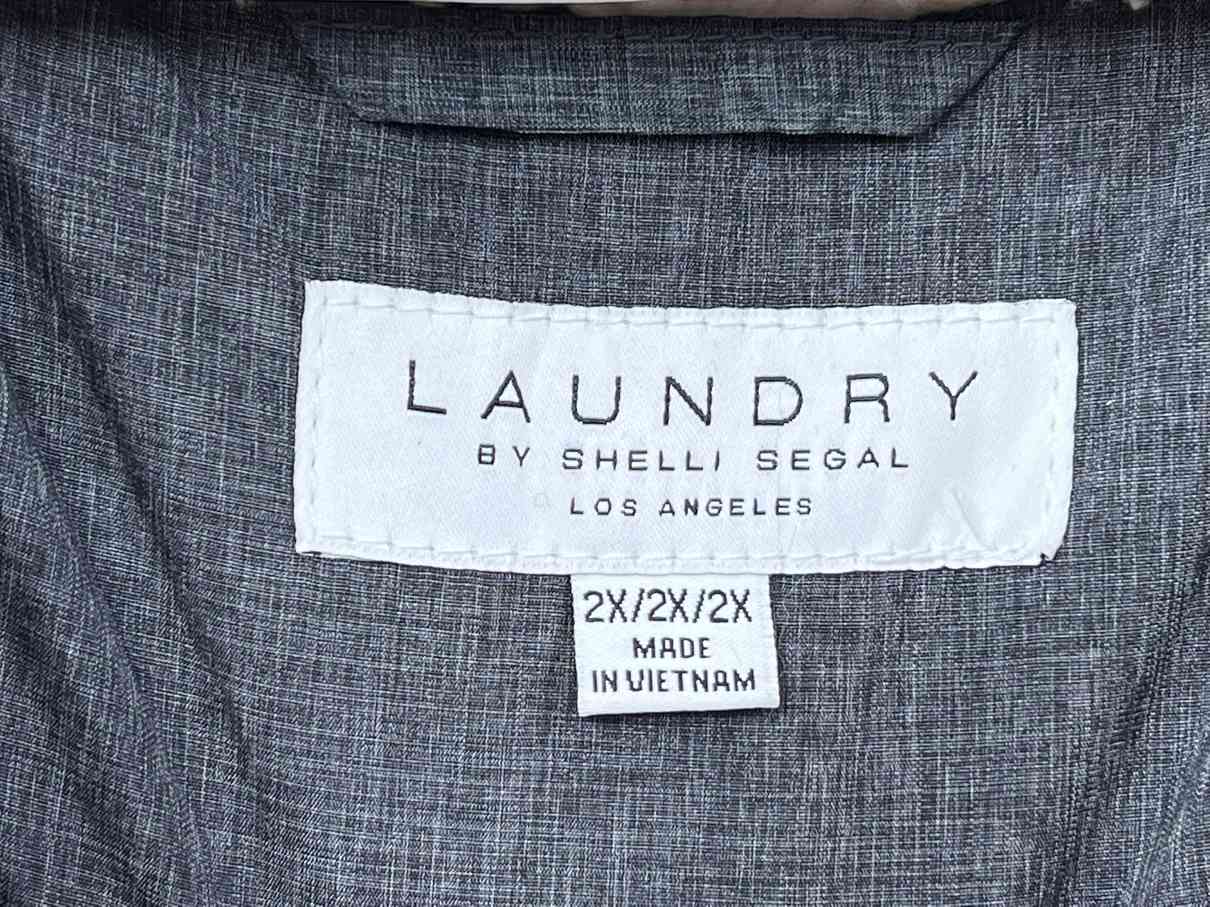 LAUNDRY
BY SHELLI SEGAL
LOS ANGELES
2X/2X/2X
MADE
IN VIETNAM